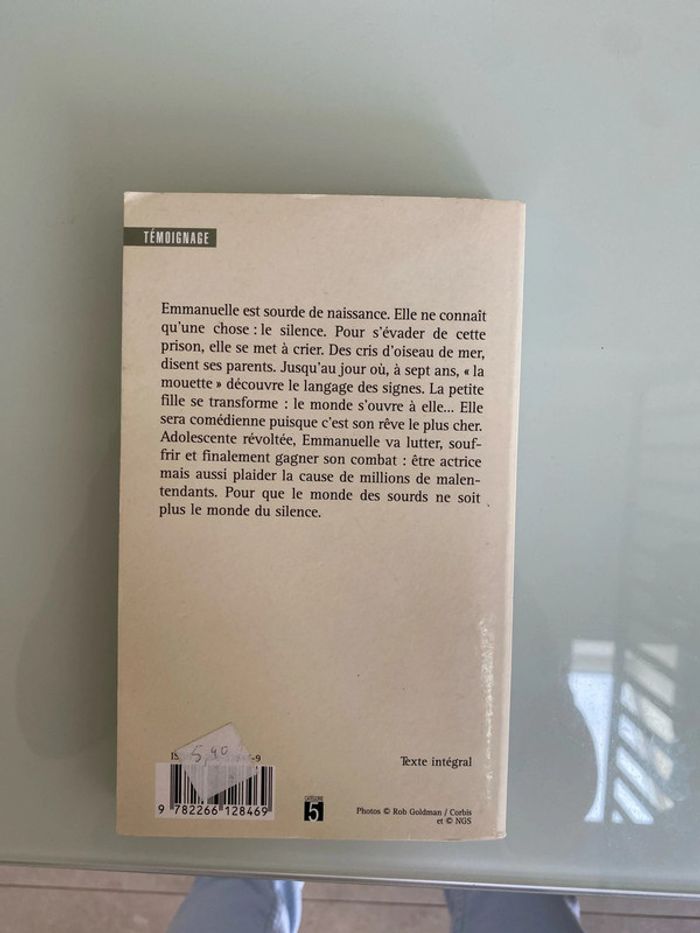 TÉMOIGNAGE
Emmanuelle est sourde de naissance. Elle ne connaît
qu'une chose : le silence. Pour s'évader de cette
prison, elle se met à crier. Des cris d'oiseau de mer,
disent ses parents. Jusqu'au jour où, à sept ans, « la
mouette » découvre le langage des signes. La petite
fille se transforme : le monde s'ouvre à elle... Elle
sera comédienne puisque c'est son rêve le plus cher.
Adolescente révoltée, Emmanuelle va lutter, souf-
frir et finalement gagner son combat : être actrice
mais aussi plaider la cause de millions de malen-
tendants. Pour que le monde des sourds ne soit
plus le monde du silence.
5,40
-9
Texte intégral
9 782266 128469
CATÉGORIE
5
Photos © Rob Goldman / Corbis
et © NGS